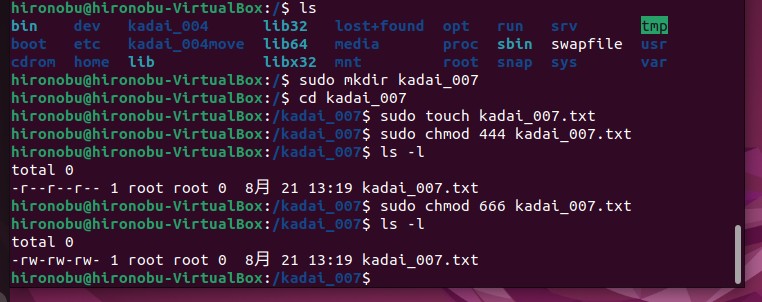 hironobu@hironobu-VirtualBox:/$ ls
bin dev kadai_004 lib32 lost+found opt run srv tmp
boot etc kadai_004move lib64 media proc sbin swapfile usr
cdrom home lib libx32 mnt root snap sys var
hironobu@hironobu-VirtualBox:/$ sudo mkdir kadai_007
hironobu@hironobu-VirtualBox:/$ cd kadai_007
hironobu@hironobu-VirtualBox:/kadai_007$ sudo touch kadai_007.txt
hironobu@hironobu-VirtualBox:/kadai_007$ sudo chmod 444 kadai_007.txt
hironobu@hironobu-VirtualBox:/kadai_007$ ls -l
total 0
-r--r--r-- 1 root root 0  8月 21 13:19 kadai_007.txt
hironobu@hironobu-VirtualBox:/kadai_007$ sudo chmod 666 kadai_007.txt
hironobu@hironobu-VirtualBox:/kadai_007$ ls -l
total 0
-rw-rw-rw- 1 root root 0  8月 21 13:19 kadai_007.txt
hironobu@hironobu-VirtualBox:/kadai_007$